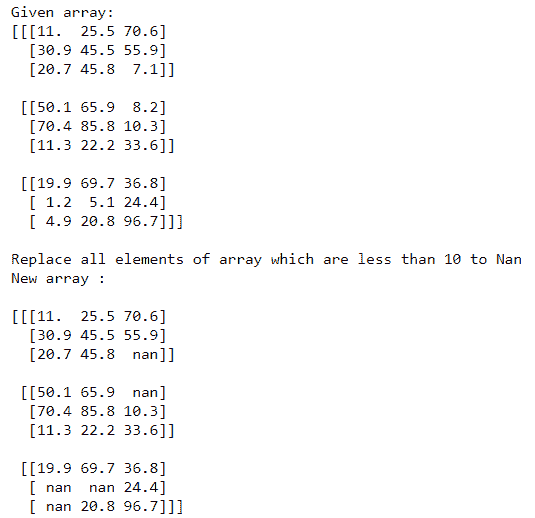 Given array:
[[[11.  25.5 70.6]
  [30.9 45.5 55.9]
  [20.7 45.8  7.1]]

 [[50.1 65.9  8.2]
  [70.4 85.8 10.3]
  [11.3 22.2 33.6]]

 [[19.9 69.7 36.8]
  [ 1.2  5.1 24.4]
  [ 4.9 20.8 96.7]]]

Replace all elements of array which are less than 10 to Nan
New array :

[[[11.  25.5 70.6]
  [30.9 45.5 55.9]
  [20.7 45.8  nan]]

 [[50.1 65.9  nan]
  [70.4 85.8 10.3]
  [11.3 22.2 33.6]]

 [[19.9 69.7 36.8]
  [ nan  nan 24.4]
  [ nan 20.8 96.7]]]